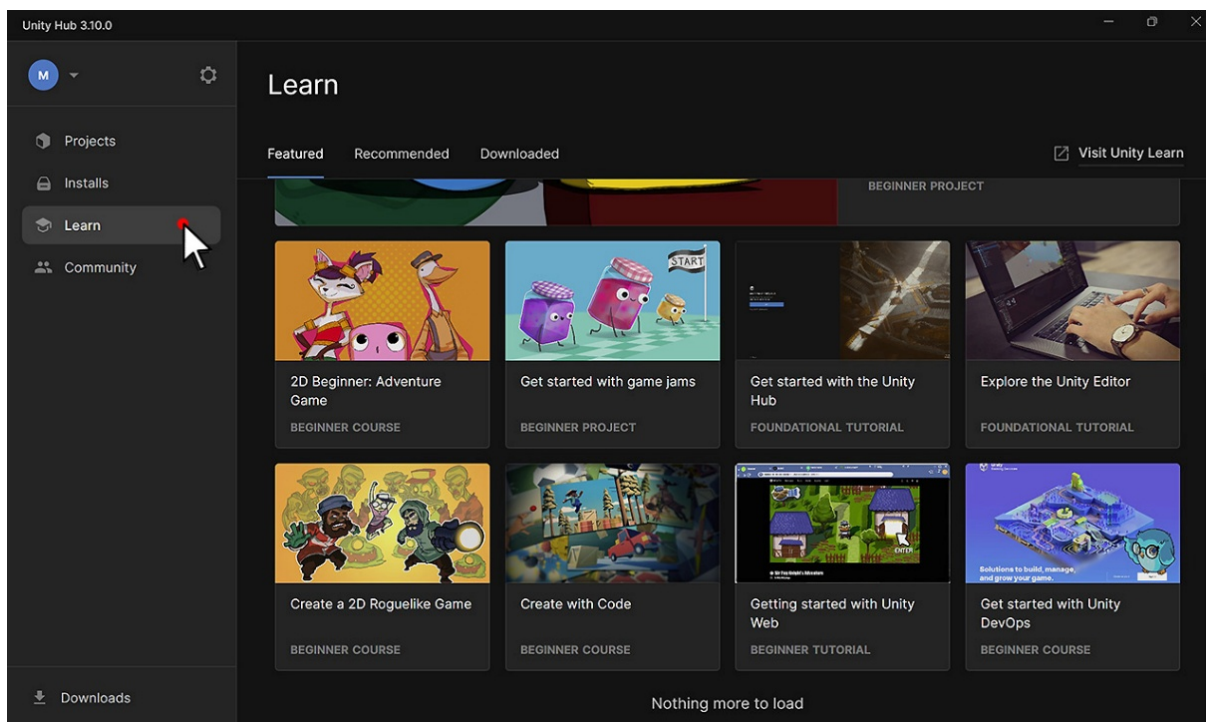 Unity Hub 3.10.0
M
Learn
Projects
Installs
Learn
Community
Featured
Recommended
Downloaded
Visit Unity Learn
BEGINNER PROJECT
START
2D Beginner: Adventure
Game
BEGINNER COURSE
Get started with game jams
BEGINNER PROJECT
Get started with the Unity
Hub
FOUNDATIONAL TUTORIAL
Explore the Unity Editor
FOUNDATIONAL TUTORIAL
ENTER
Solutions to build, manage,
and grow your game.
Create a 2D Roguelike Game
BEGINNER COURSE
Create with Code
BEGINNER COURSE
Getting started with Unity
Web
BEGINNER TUTORIAL
Get started with Unity
DevOps
BEGINNER COURSE
Downloads
Nothing more to load